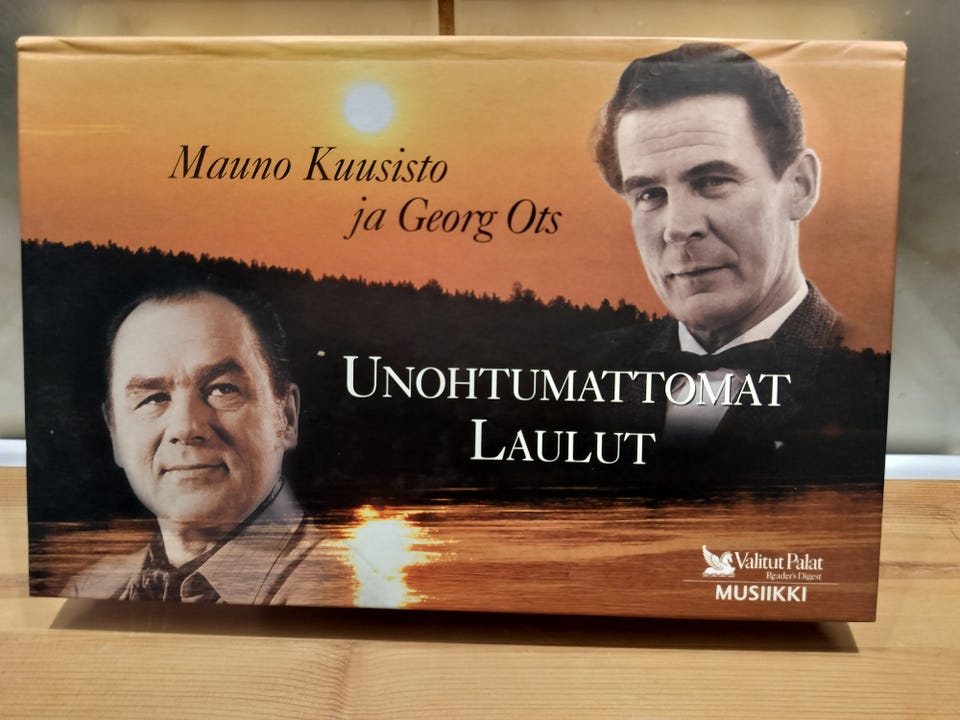 Mauno Kuusisto
ja Georg Ots
UNOHTUMATTOMAT
LAULUT
Valitut Palat
Reader's Digest
MUSIIKKI